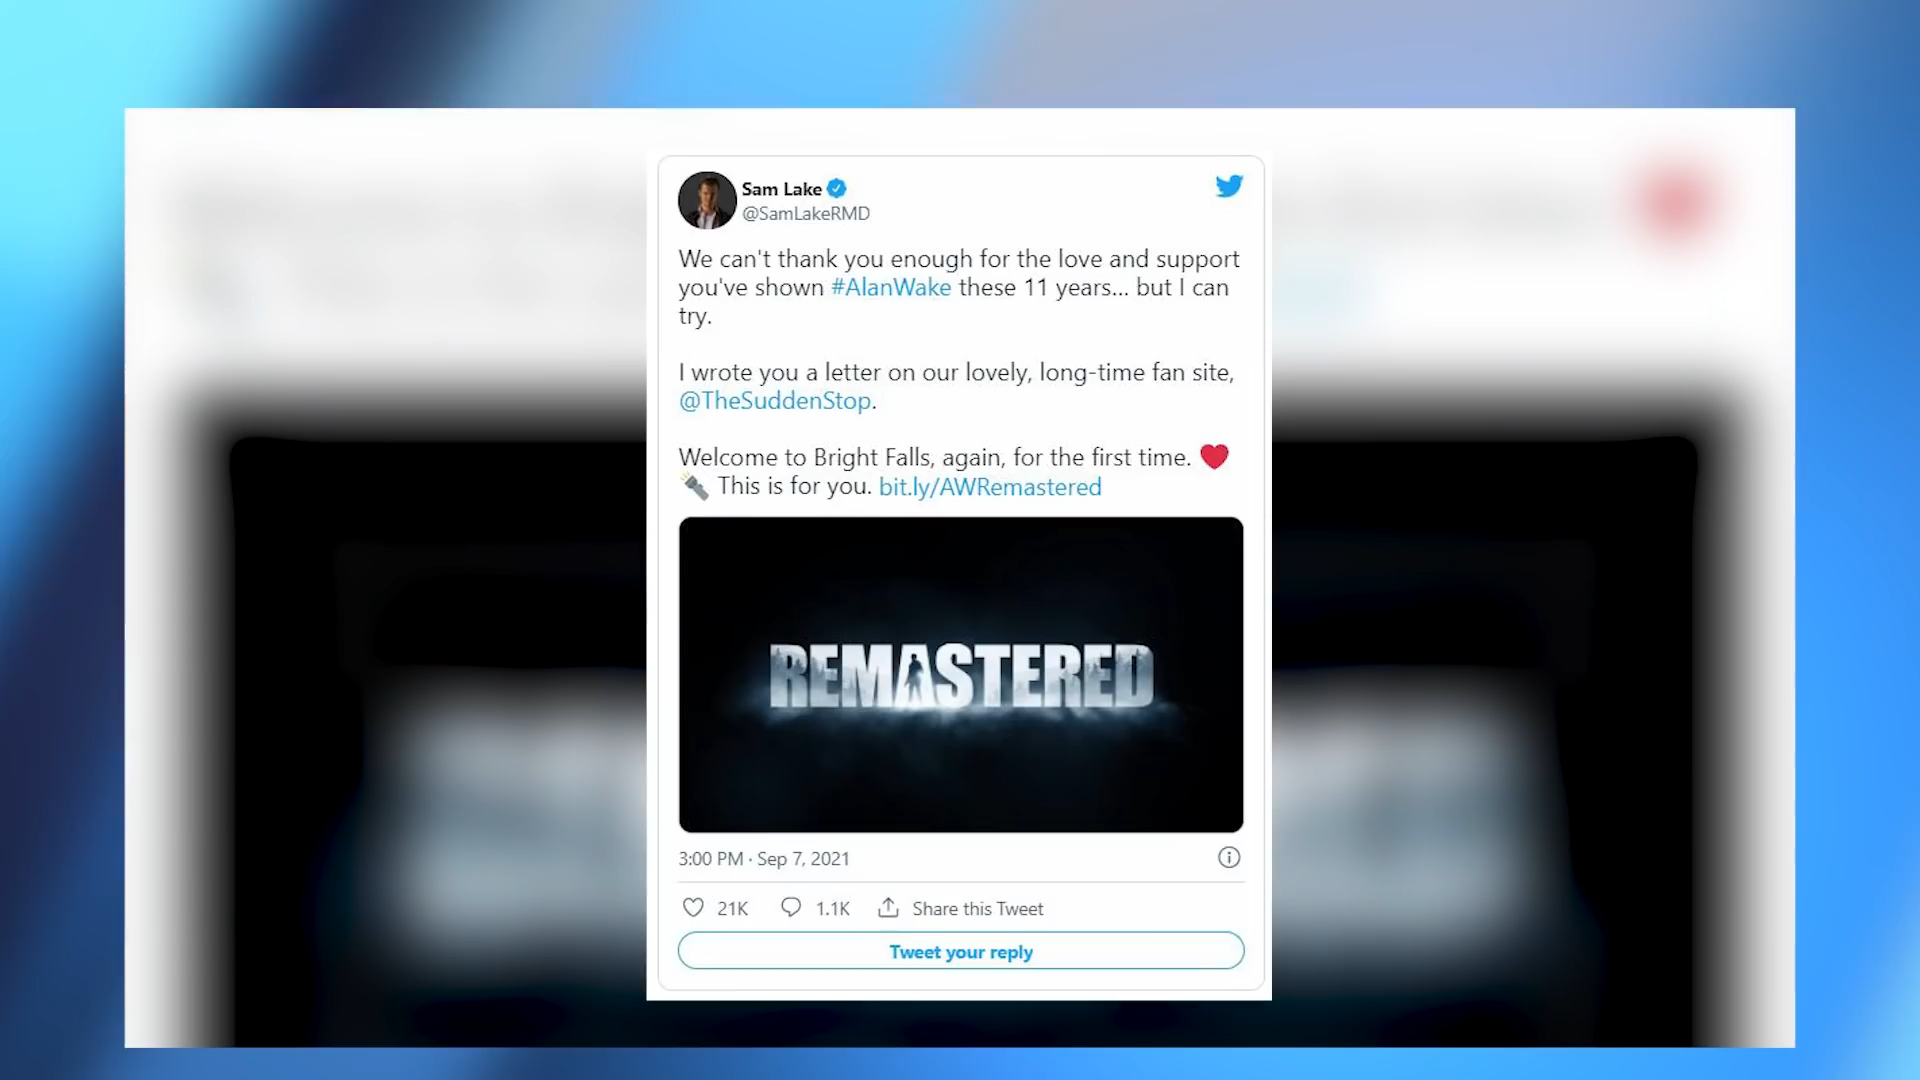 Sam Lake
@SamLakeRMD
We can't thank you enough for the love and support
you've shown #AlanWake these 11 years... but I can
try.
I wrote you a letter on our lovely, long-time fan site,
@TheSuddenStop.
Welcome to Bright Falls, again, for the first time. ❤️
🔦 This is for you. bit.ly/AWRemastered
REMASTERED
3:00 PM · Sep 7, 2021
21K 1.1K Share this Tweet
Tweet your reply